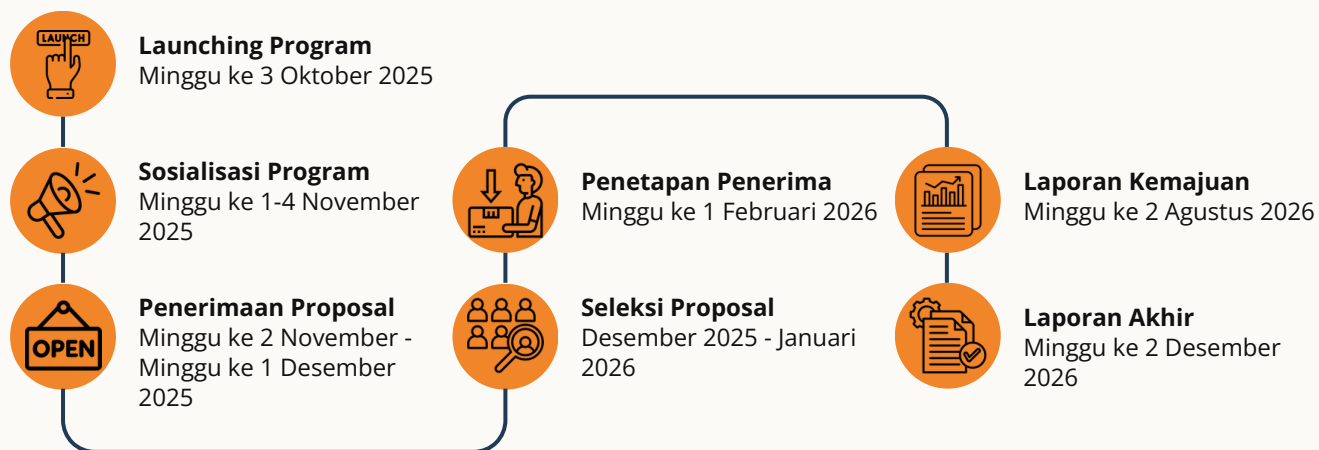 LAUNCH
Launching Program
Minggu ke 3 Oktober 2025
Sosialisasi Program
Minggu ke 1-4 November
2025
OPEN
Penerimaan Proposal
Minggu ke 2 November -
Minggu ke 1 Desember
2025
Seleksi Proposal
Desember 2025 - Januari
2026
Penetapan Penerima
Minggu ke 1 Februari 2026
Laporan Kemajuan
Minggu ke 2 Agustus 2026
Laporan Akhir
Minggu ke 2 Desember
2026